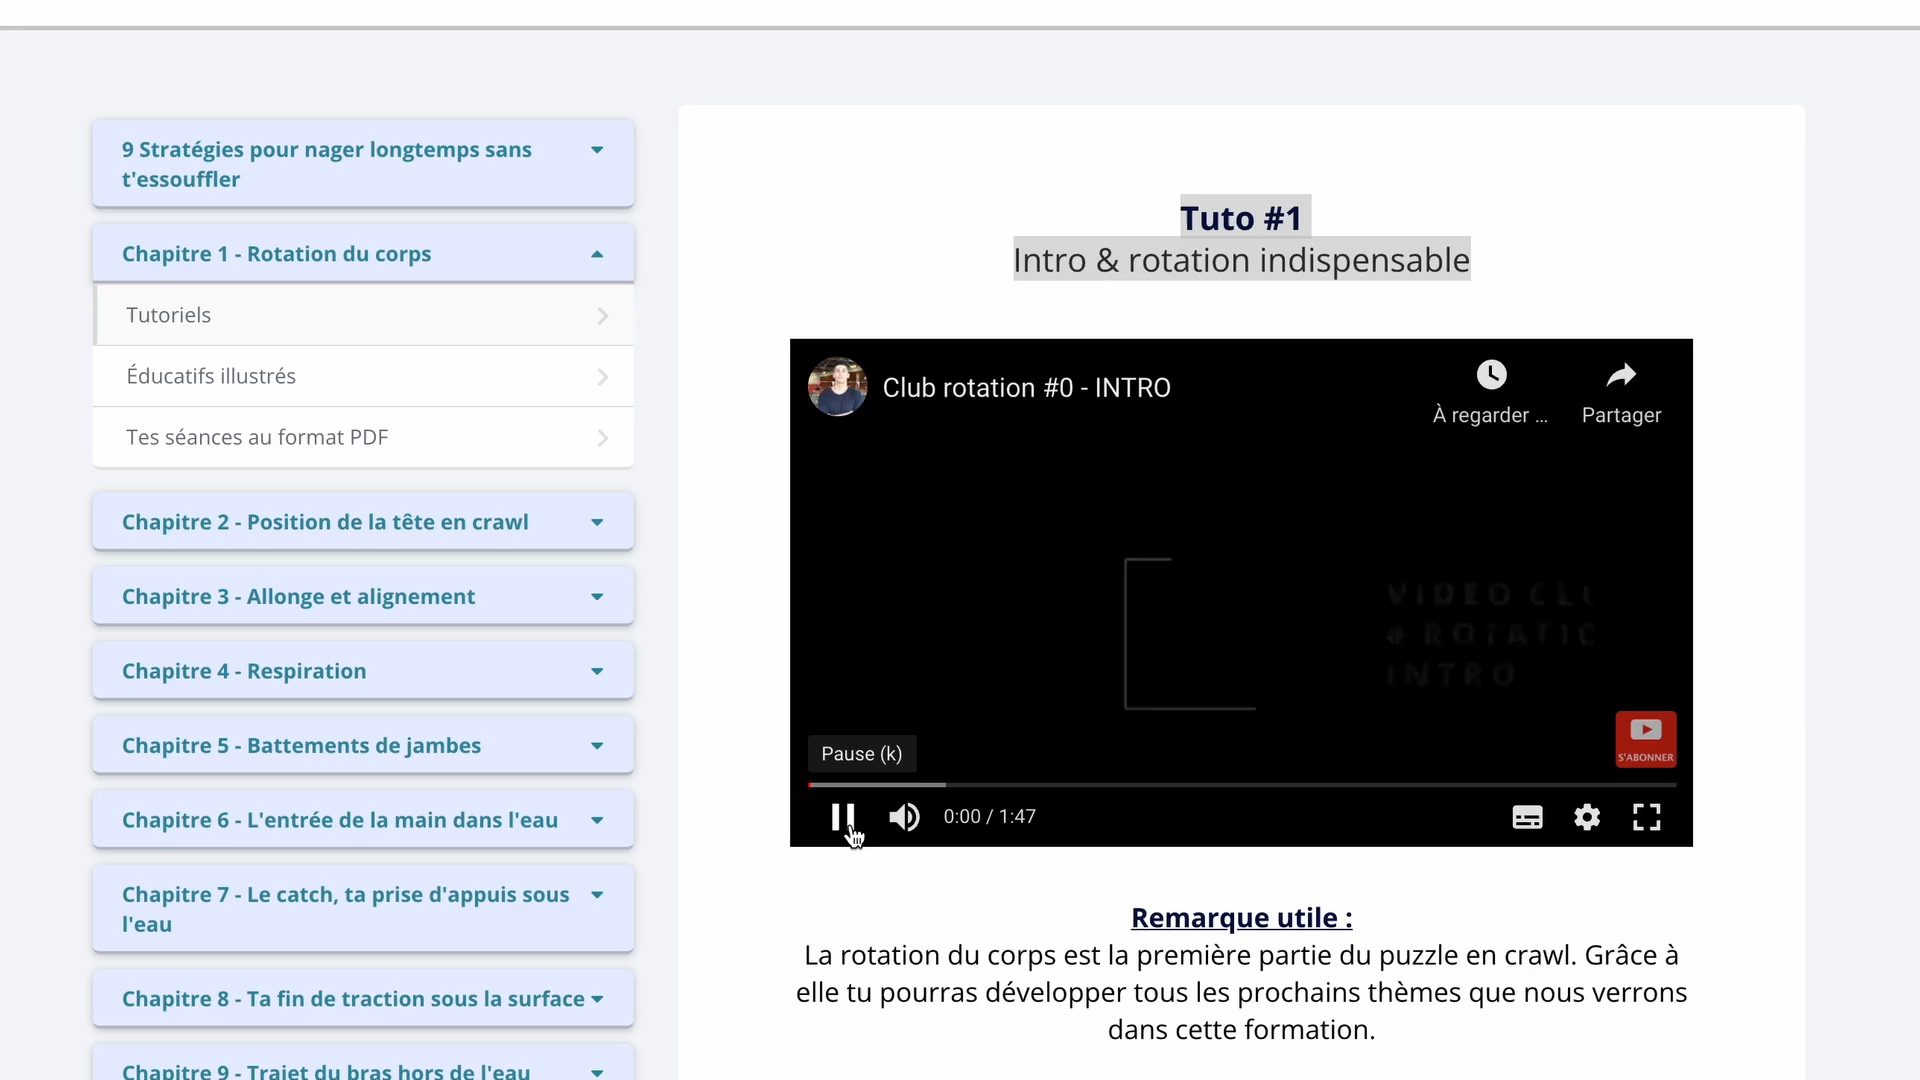 9 Stratégies pour nager longtemps sans
t'essouffler
Chapitre 1 - Rotation du corps
Tutoriels
Éducatifs illustrés
Tes séances au format PDF
Chapitre 2 - Position de la tête en crawl
Chapitre 3 - Allonge et alignement
Chapitre 4 - Respiration
Chapitre 5 - Battements de jambes
Chapitre 6 - L'entrée de la main dans l'eau
Chapitre 7 - Le catch, ta prise d'appuis sous
l'eau
Chapitre 8 - Ta fin de traction sous la surface
Chapitre 9 - Trajet du bras hors de l'eau
Tuto #1
Intro & rotation indispensable
Club rotation #0 - INTRO
À regarder ...
Partager
VIDEO
INTRO
S'ABONNER
Pause (k)
0:00 / 1:47
Remarque utile :
La rotation du corps est la première partie du puzzle en crawl. Grâce à
elle tu pourras développer tous les prochains thèmes que nous verrons
dans cette formation.